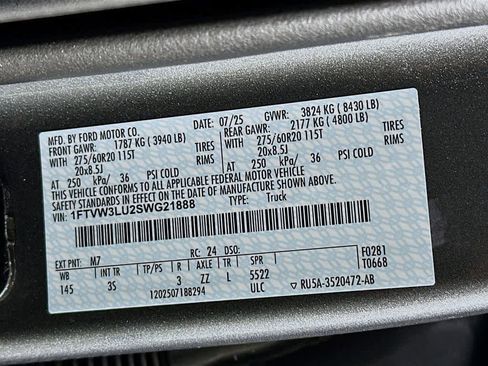 MFD. BY FORD MOTOR CO. 07/25 GVWR: 3824 KG ( 8430 LB)
FRONT GAWR: 1787 KG ( 3940 LB) REAR GAWR: 2177 KG ( 4800 LB)
WITH 275/60R20 115T TIRES WITH 275/60R20 115T TIRES
20x8.5J RIMS 20x8.5J RIMS
AT 250 kPa/ 36 PSI COLD AT 250 kPa/ 36 PSI COLD
THIS VEHICLE CONFORMS TO ALL APPLICABLE FEDERAL MOTOR VEHICLE
SAFETY STANDARDS IN EFFECT ON THE DATE OF MANUFACTURE SHOWN ABOVE.
VIN: 1FTVW3LU2SWG21888 TYPE: Truck
EXT PNT: M7 RC: 24 DSO: F0281
WB INT TR TP/PS R AXLE TR SPR T0668
145 3S 3 ZZ L 5522
1202507188294 ULC RU5A-3520472-AB